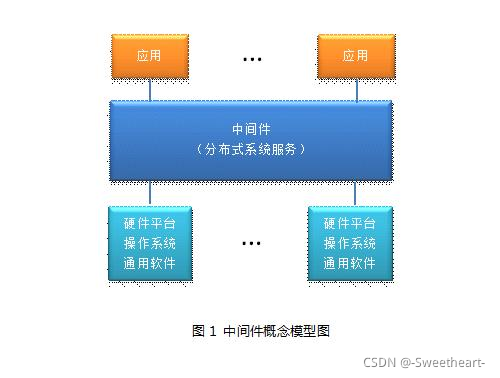 应用
...
应用
中间件
（分布式系统服务）
硬件平台
操作系统
通用软件
...
硬件平台
操作系统
通用软件
图 1 中间件概念模型图
CSDN @-Sweetheart-